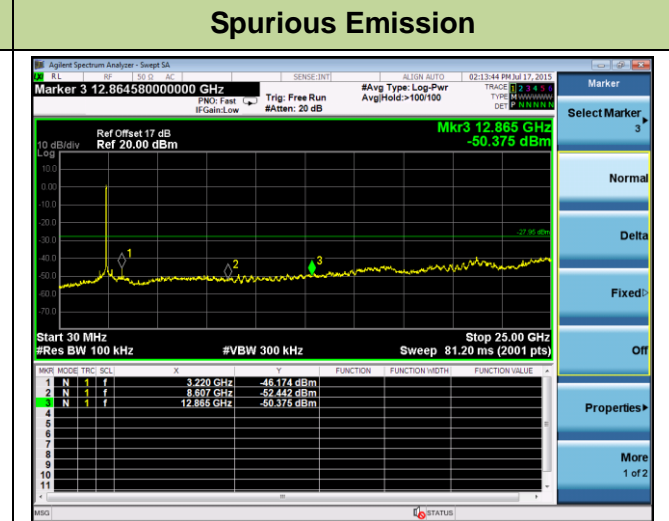 Spurious Emission
Agilent Spectrum Analyzer - Swept SA
RL RF 50 Ω AC SENSE:INT ALIGN AUTO 02:13:44 PM Jul 17, 2015
Marker 3 12.864580000000 GHz
PNO: Fast
IFGain:Low
Trig: Free Run
#Atten: 20 dB
#Avg Type: Log-Pwr
Avg|Hold:>100/100
TRACE 1 2 3 4 5 6
TYPE M
DET P N N N N N
Mkr3 12.865 GHz
-50.375 dBm
Ref Offset 17 dB
10 dB/div Ref 20.00 dBm
Log
10.0
0.00
-10.0
-20.0
-27.95 dBm
-30.0
-40.0
-50.0
-60.0
-70.0
1
2
3
Start 30 MHz Stop 25.00 GHz
#Res BW 100 kHz #VBW 300 kHz Sweep 81.20 ms (2001 pts)
MKR MODE TRC SCL X Y FUNCTION FUNCTION WIDTH FUNCTION VALUE
1 N 1 f 3.220 GHz -46.174 dBm
2 N 1 f 8.607 GHz -52.442 dBm
3 N 1 f 12.865 GHz -50.375 dBm
4
5
6
7
8
9
10
11
MSG STATUS
Marker
Select Marker
3
Normal
Delta
Fixed
Off
Properties
More
1 of 2